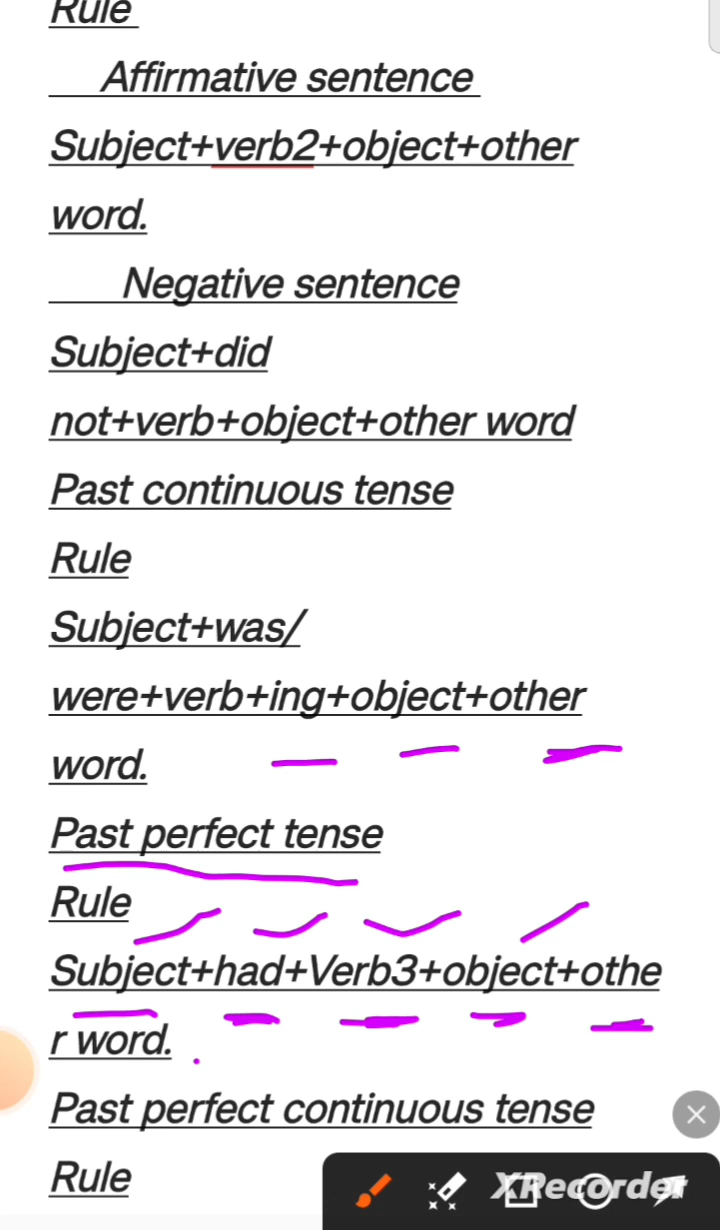 Rule
Affirmative sentence
Subject+verb2+object+other
word.
Negative sentence
Subject+did
not+verb+object+other word
Past continuous tense
Rule
Subject+was/
were+verb+ing+object+other
word.
Past perfect tense
Rule
Subject+had+Verb3+object+othe
r word.
Past perfect continuous tense
Rule
XRecorder